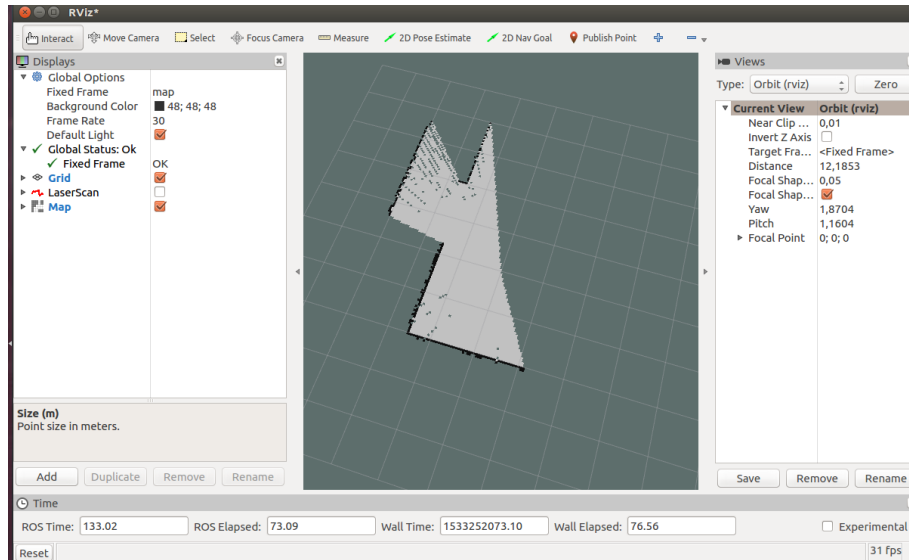 RViz*
Interact Move Camera Select Focus Camera Measure 2D Pose Estimate 2D Nav Goal Publish Point
Displays
Global Options
Fixed Frame map
Background Color 48; 48; 48
Frame Rate 30
Default Light
Global Status: Ok
Fixed Frame OK
Grid
LaserScan
Map
Size (m)
Point size in meters.
Add Duplicate Remove Rename
Views
Type: Orbit (rviz) Zero
Current View Orbit (rviz)
Near Clip ... 0,01
Invert Z Axis
Target Fra... <Fixed Frame>
Distance 12,1853
Focal Shap... 0,05
Focal Shap...
Yaw 1,8704
Pitch 1,1604
Focal Point 0; 0; 0
Save Remove Rename
Time
ROS Time: 133.02 ROS Elapsed: 73.09 Wall Time: 1533252073.10 Wall Elapsed: 76.56 Experimental
Reset 31 fps